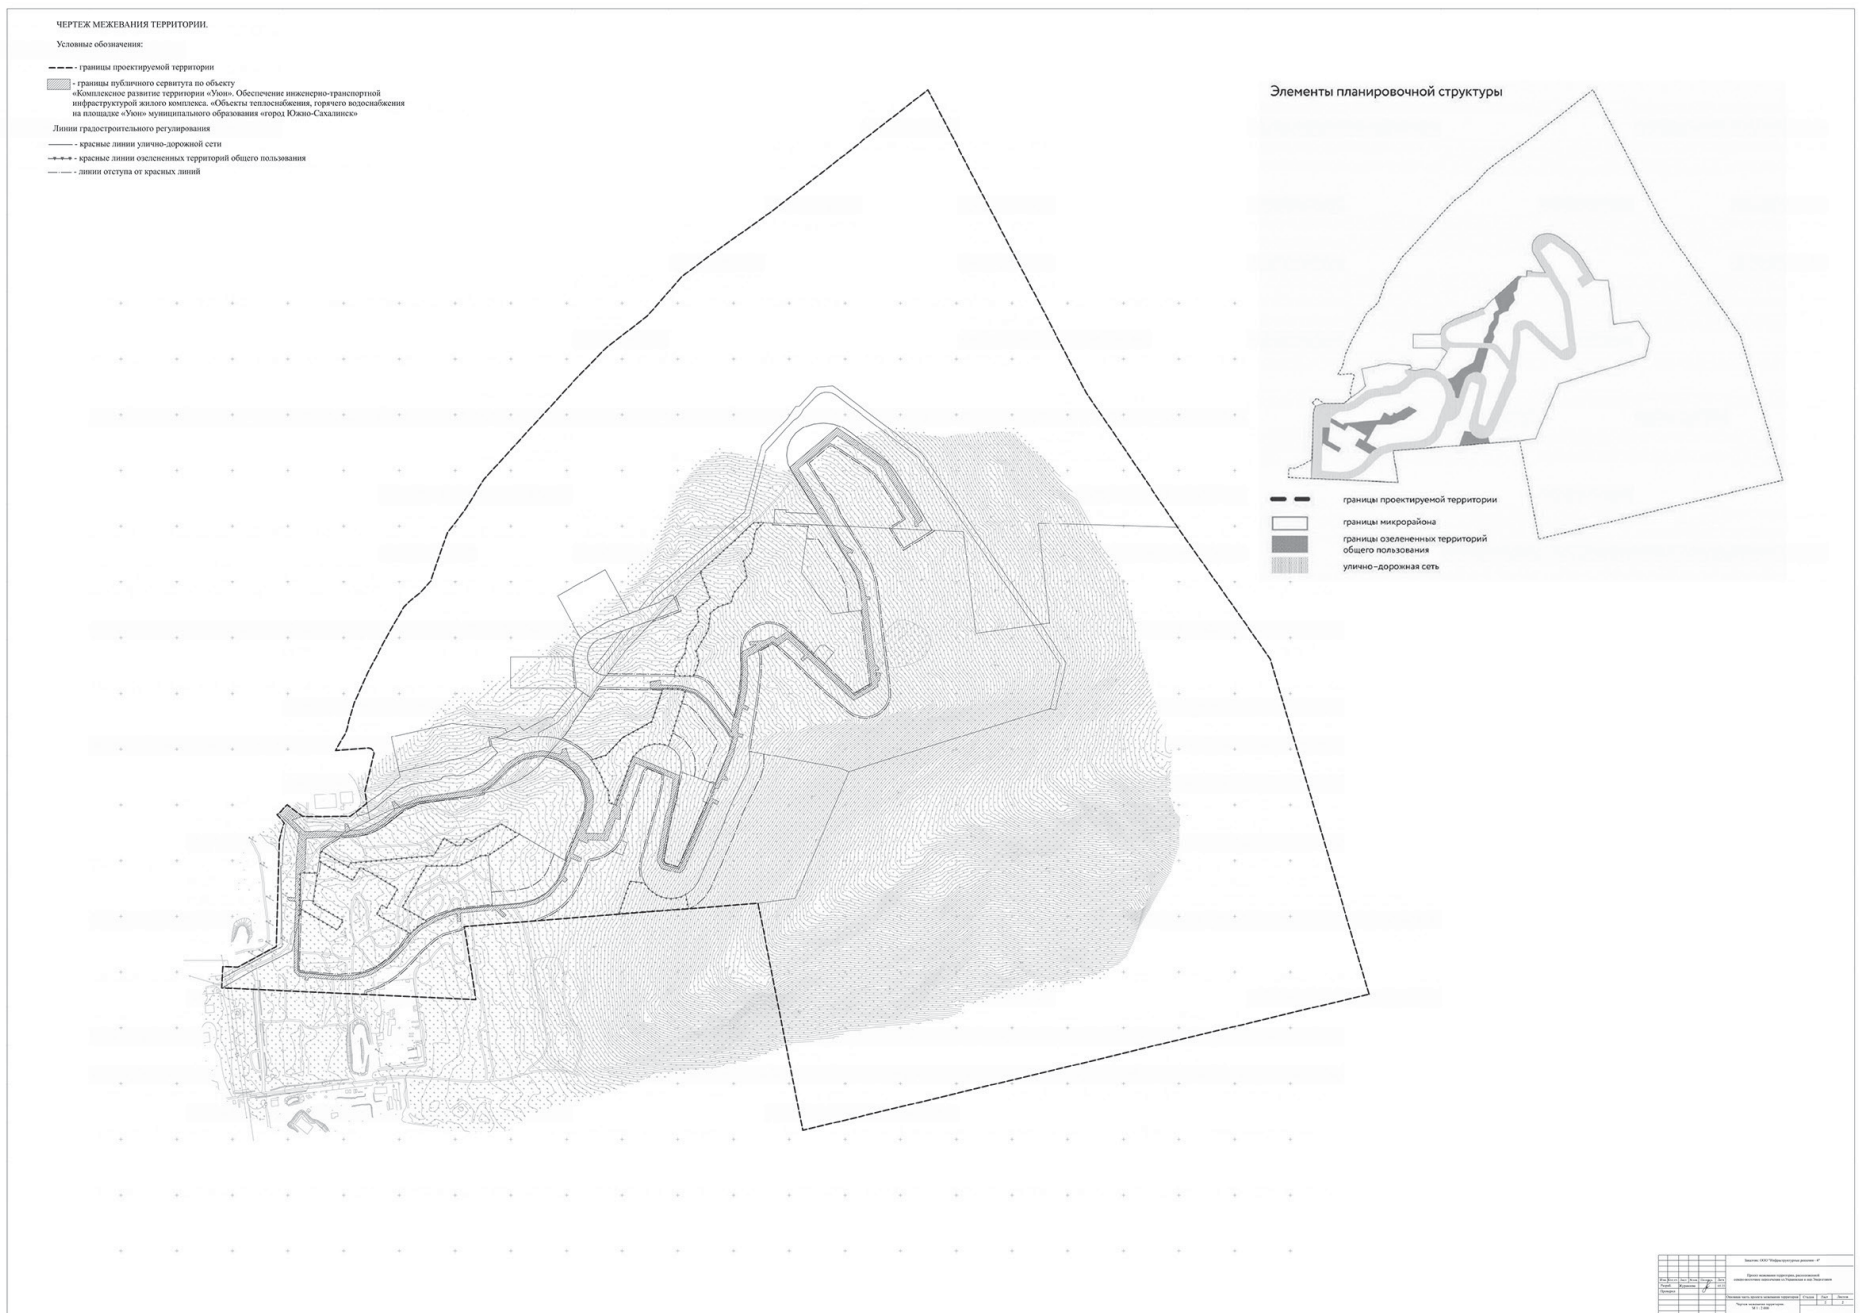 ЧЕРТЕЖ МЕЖЕВАНИЯ ТЕРРИТОРИИ.
Условные обозначения:
- границы проектируемой территории
- границы публичного сервитута по объекту
«Комплексное развитие территории «Уюн». Обеспечение инженерно-транспортной
инфраструктурой жилого комплекса. «Объекты теплоснабжения, горячего водоснабжения
на площадке «Уюн» муниципального образования «город Южно-Сахалинск»
Линии градостроительного регулирования
- красные линии улично-дорожной сети
- красные линии озелененных территорий общего пользования
- линии отступа от красных линий
Элементы планировочной структуры
границы проектируемой территории
границы микрорайона
границы озелененных территорий
общего пользования
улично-дорожная сеть